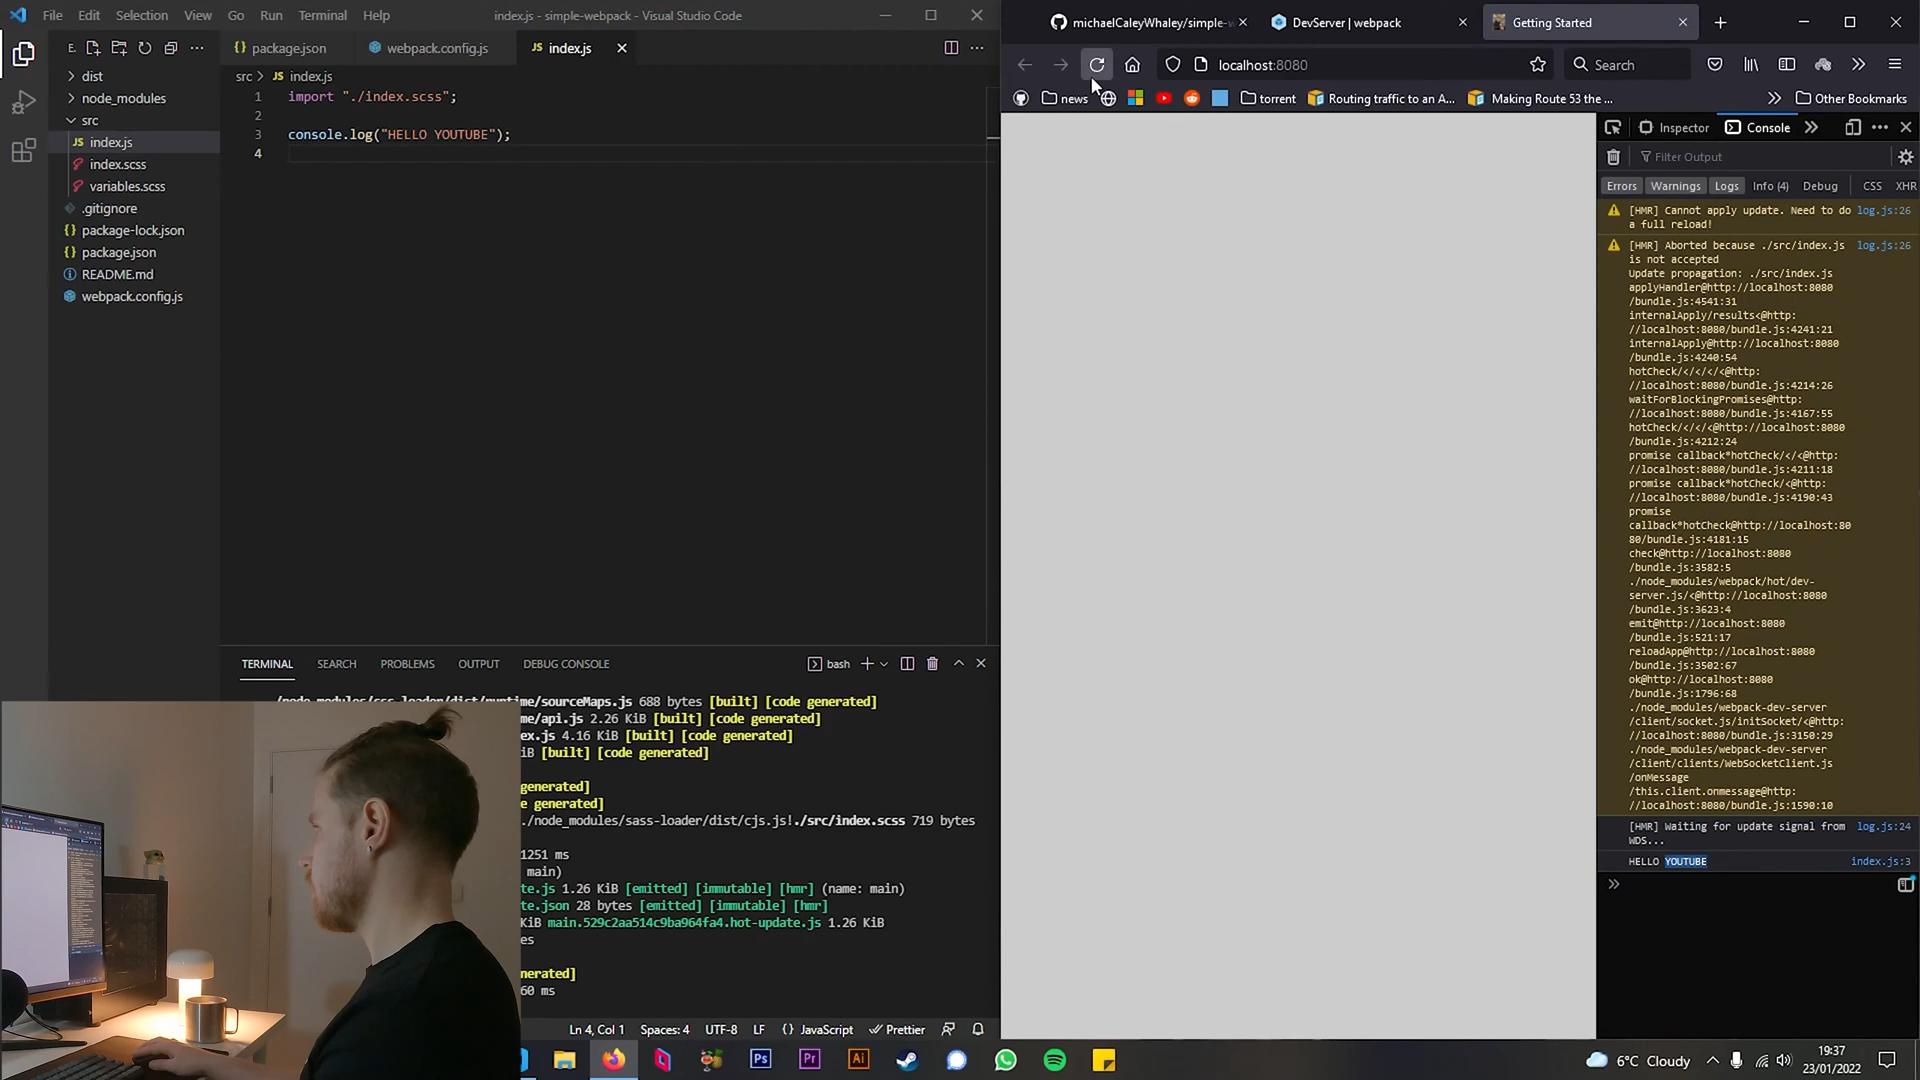 File Edit Selection View Go Run Terminal Help
index.js - simple-webpack - Visual Studio Code
E.
package.json webpack.config.js JS index.js
dist
node_modules
src
JS index.js
index.scss
variables.scss
.gitignore
package-lock.json
package.json
README.md
webpack.config.js
src > JS index.js
1 import "./index.scss";
2
3 console.log("HELLO YOUTUBE");
4
TERMINAL SEARCH PROBLEMS OUTPUT DEBUG CONSOLE
bash
/node_modules/css-loader/dist/runtime/sourceMaps.js 688 bytes [built] [code generated]
me/api.js 2.26 KiB [built] [code generated]
ex.js 4.16 KiB [built] [code generated]
iB [built] [code generated]
generated]
e generated]
./node_modules/sass-loader/dist/cjs.js!./src/index.scss 719 bytes
1251 ms
main)
te.js 1.26 KiB [emitted] [immutable] [hmr] (name: main)
te.json 28 bytes [emitted] [immutable] [hmr]
KiB main.529c2aa514c9ba964fa4.hot-update.js 1.26 KiB
es
nerated]
60 ms
Ln 4, Col 1 Spaces: 4 UTF-8 LF {} JavaScript Prettier
michaelCaleyWhaley/simple-
DevServer | webpack
Getting Started
localhost:8080
Search
news
torrent
Routing traffic to an A...
Making Route 53 the ...
Other Bookmarks
Inspector Console
Filter Output
Errors Warnings Logs Info (4) Debug CSS XHR
[HMR] Cannot apply update. Need to do log.js:26
a full reload!
[HMR] Aborted because ./src/index.js log.js:26
is not accepted
Update propagation: ./src/index.js
applyHandler@http://localhost:8080
/bundle.js:4541:31
internalApply/results<@http:
//localhost:8080/bundle.js:4241:21
internalApply@http://localhost:8080
/bundle.js:4240:54
hotCheck/</</</<@http:
//localhost:8080/bundle.js:4214:26
waitForBlockingPromises@http:
//localhost:8080/bundle.js:4167:55
hotCheck/</</<@http://localhost:8080
/bundle.js:4212:24
promise callback*hotCheck/</<@http:
//localhost:8080/bundle.js:4211:18
promise callback*hotCheck/<@http:
//localhost:8080/bundle.js:4190:43
promise
callback*hotCheck@http://localhost:80
80/bundle.js:4181:15
check@http://localhost:8080
/bundle.js:3582:5
./node_modules/webpack/hot/dev-
server.js/<@http://localhost:8080
/bundle.js:3623:4
emit@http://localhost:8080
/bundle.js:521:17
reloadApp@http://localhost:8080
/bundle.js:3502:67
ok@http://localhost:8080
/bundle.js:1796:68
./node_modules/webpack-dev-server
/client/socket.js/initSocket/<@http:
//localhost:8080/bundle.js:3150:29
./node_modules/webpack-dev-server
/client/clients/WebSocketClient.js
/onMessage
/this.client.onmessage@http:
//localhost:8080/bundle.js:1590:10
[HMR] Waiting for update signal from log.js:24
WDS...
HELLO YOUTUBE index.js:3
Ps Pr Ai
6°C Cloudy
19:37
23/01/2022